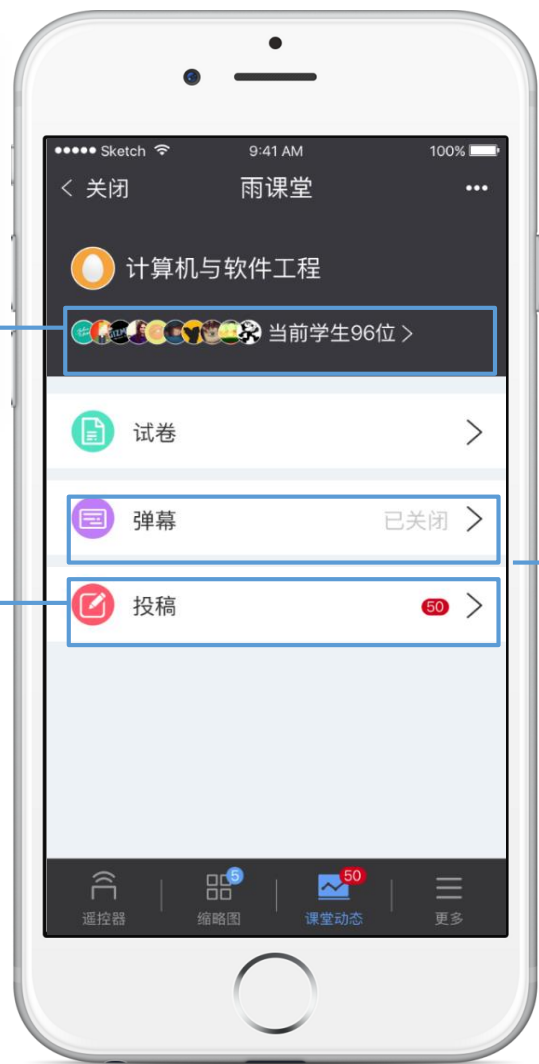 Sketch 9:41 AM 100%
关闭 雨课堂 •••
计算机与软件工程
当前学生96位 >
试卷
弹幕 已关闭
投稿 50
5 50
遥控器 缩略图 课堂动态 更多